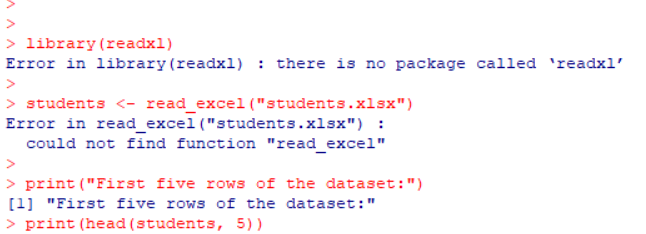 >
>
> library(readxl)
Error in library(readxl) : there is no package called ‘readxl’
>
> students <- read_excel("students.xlsx")
Error in read_excel("students.xlsx") :
  could not find function "read_excel"
>
> print("First five rows of the dataset:")
[1] "First five rows of the dataset:"
> print(head(students, 5))